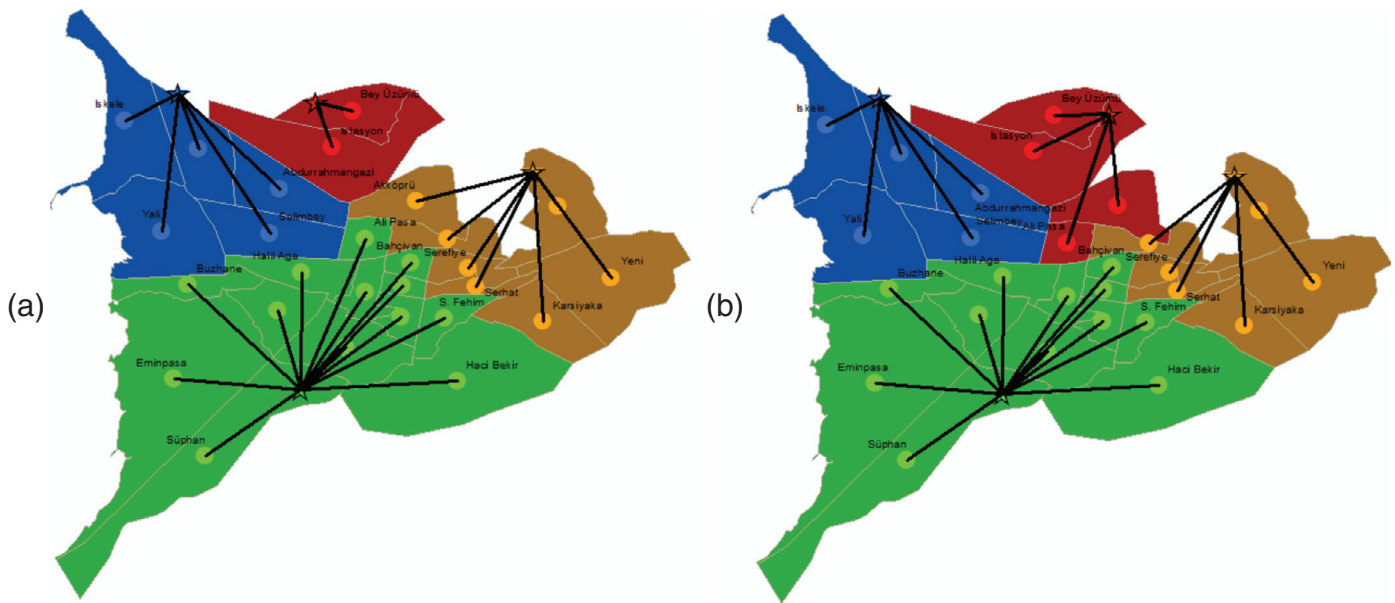 (a)
Iskele
Bey Üzümü
Istasyon
Abdurrahmangazi
Akköprü
Yali
Selimbey
Ali Pasa
Bahçivan
Serefiye
Halil Aga
Buzhane
Yeni
Serhat
S. Fehim
Karsiyaka
Eminpasa
Haci Bekir
Süphan
(b)
Iskele
Bey Üzümü
Istasyon
Abdurrahmangazi
Selimbey
Yali
Ali Pasa
Bahçivan
Serefiye
Halil Aga
Buzhane
Yeni
Serhat
S. Fehim
Karsiyaka
Eminpasa
Haci Bekir
Süphan